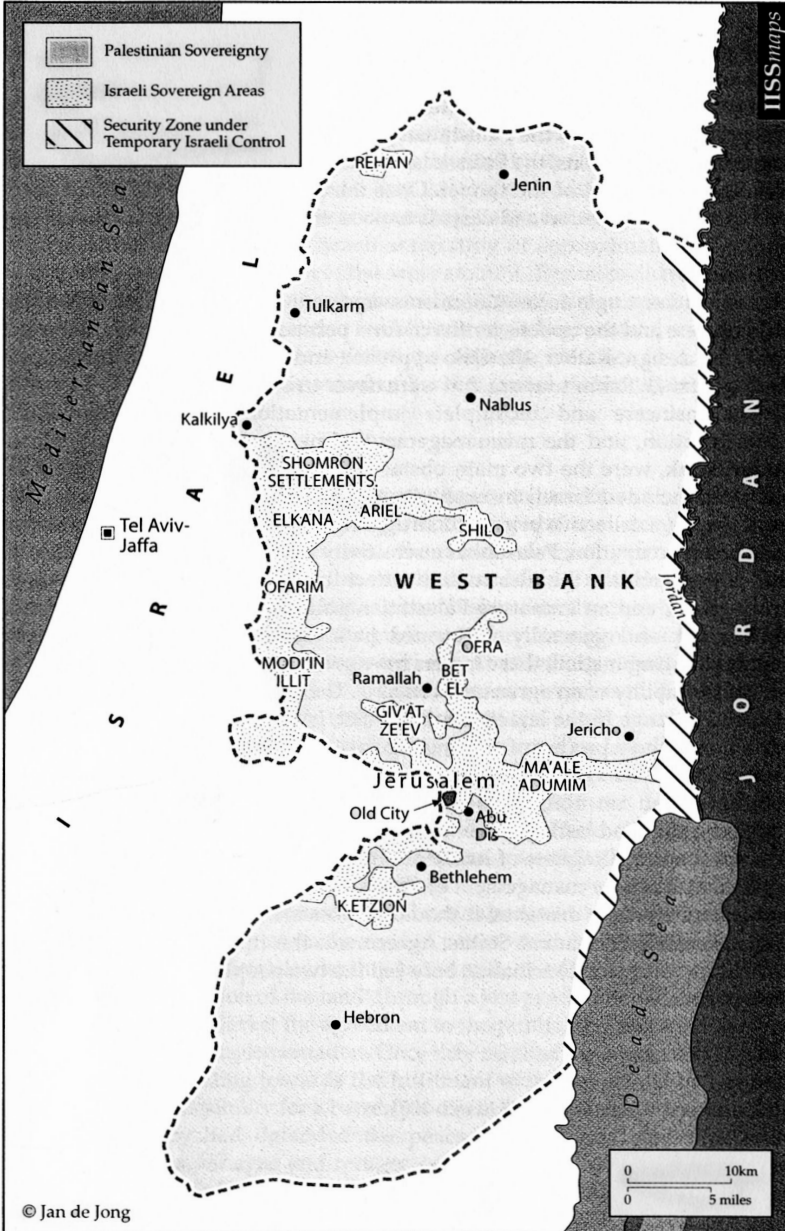 Palestinian Sovereignty
Israeli Sovereign Areas
Security Zone under
Temporary Israeli Control
IISSmaps
Mediterranean Sea
ISRAEL
JORDAN
REHAN
Jenin
Tulkarm
Nablus
Kalkilya
SHOMRON
SETTLEMENTS
Tel Aviv-
Jaffa
ELKANA
ARIEL
SHILO
WEST BANK
Jordan
OFARIM
OFRA
MODI'IN
ILLIT
BET
EL
Ramallah
GIV'AT
ZE'EV
Jericho
MA'ALE
ADUMIM
Jerusalem
Old City
Abu
Dis
Bethlehem
K.ETZION
Dead Sea
Hebron
0 10km
0 5 miles
© Jan de Jong